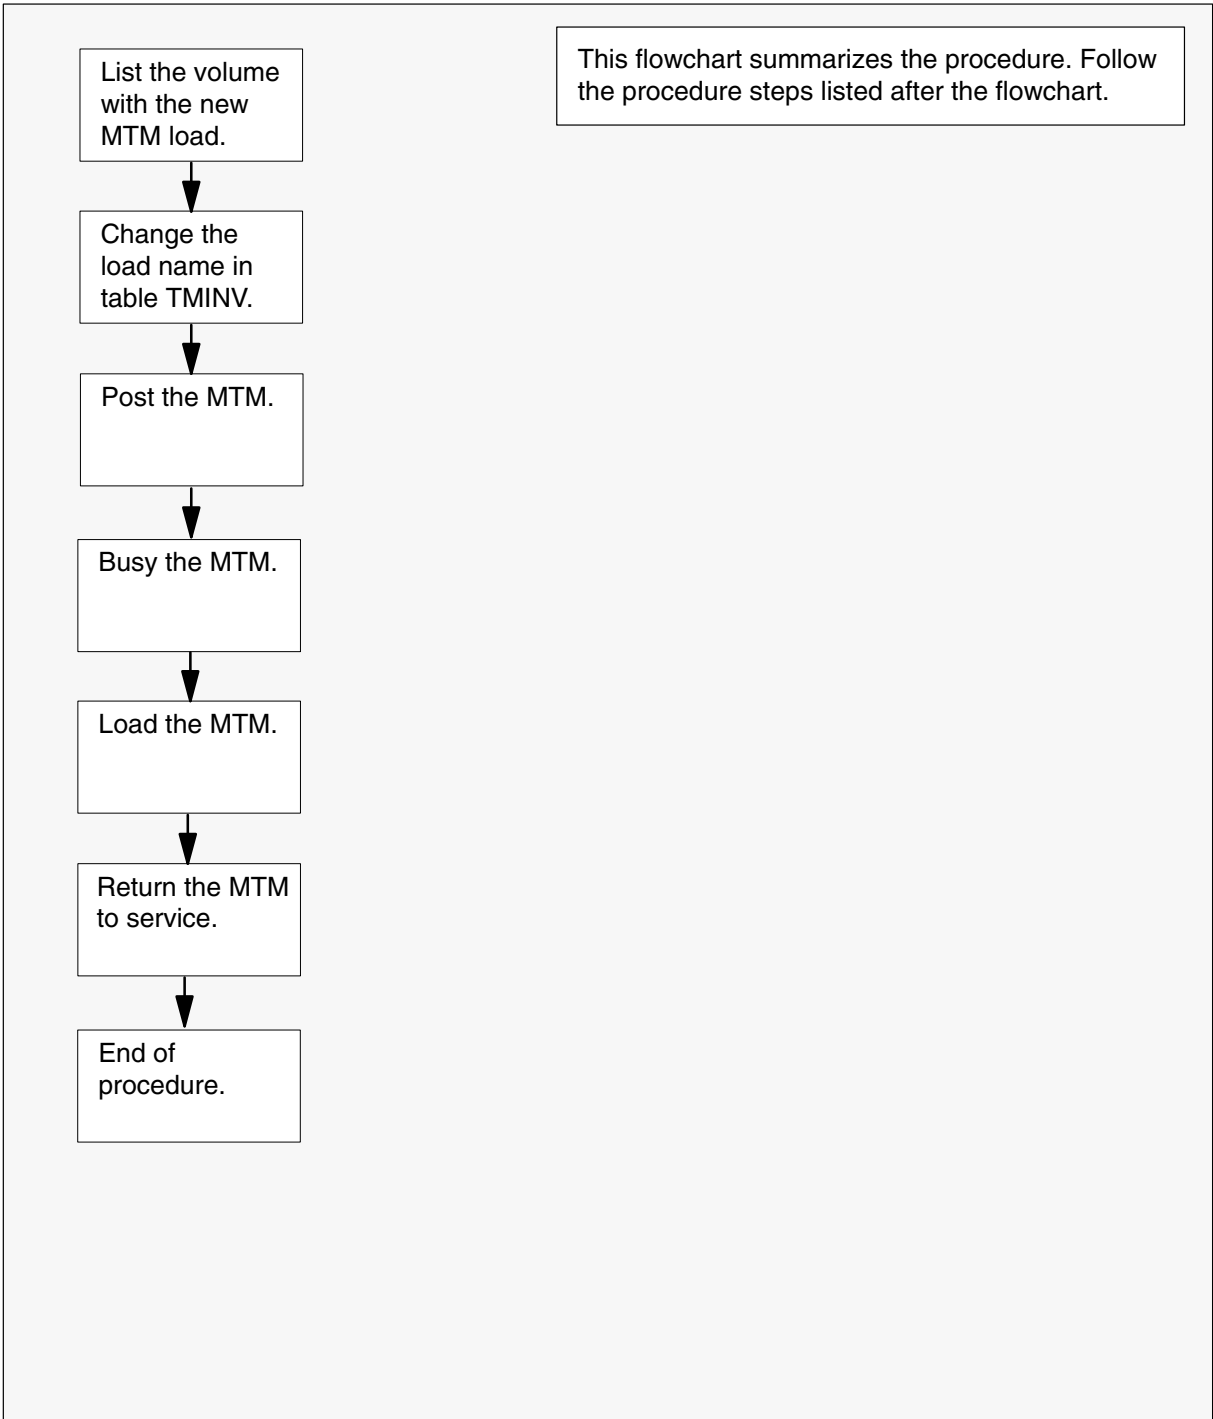 This flowchart summarizes the procedure. Follow
the procedure steps listed after the flowchart.
List the volume
with the new
MTM load.
Change the
load name in
table TMINV.
Post the MTM.
Busy the MTM.
Load the MTM.
Return the MTM
to service.
End of
procedure.